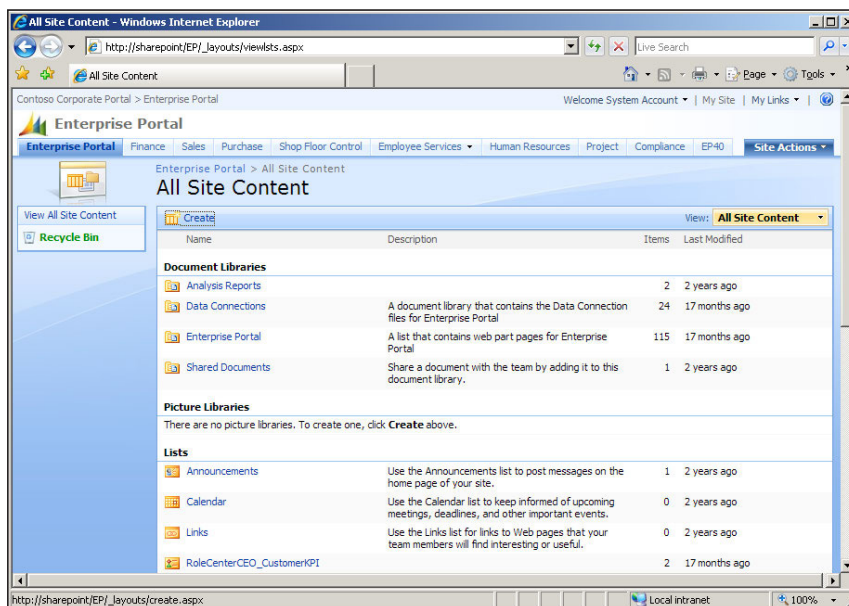 All Site Content - Windows Internet Explorer
http://sharepoint/EP/_layouts/viewlsts.aspx
Live Search
All Site Content
Page
Tools
Contoso Corporate Portal > Enterprise Portal
Welcome System Account | My Site | My Links |
Enterprise Portal
Enterprise Portal Finance Sales Purchase Shop Floor Control Employee Services Human Resources Project Compliance EP40 Site Actions
Enterprise Portal > All Site Content
All Site Content
View All Site Content
Recycle Bin
Create
View: All Site Content
Name Description Items Last Modified
Document Libraries
Analysis Reports 2 2 years ago
Data Connections A document library that contains the Data Connection 24 17 months ago
files for Enterprise Portal
Enterprise Portal A list that contains web part pages for Enterprise 115 17 months ago
Portal
Shared Documents Share a document with the team by adding it to this 1 2 years ago
document library.
Picture Libraries
There are no picture libraries. To create one, click Create above.
Lists
Announcements Use the Announcements list to post messages on the 1 2 years ago
home page of your site.
Calendar Use the Calendar list to keep informed of upcoming 0 2 years ago
meetings, deadlines, and other important events.
Links Use the Links list for links to Web pages that your 0 2 years ago
team members will find interesting or useful.
RoleCenterCEO_CustomerKPI 2 17 months ago
http://sharepoint/EP/_layouts/create.aspx
Local intranet
100%